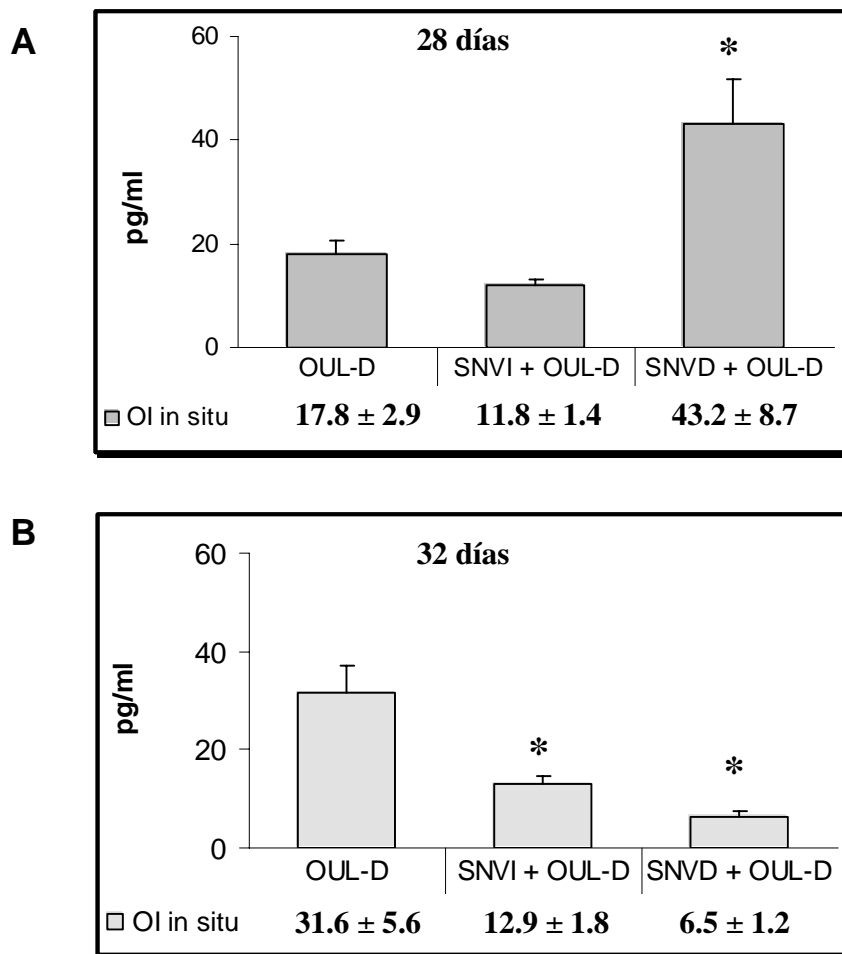 A
28 días
60
*
40
pg/ml
20
0
OUL-D SNVI + OUL-D SNVD + OUL-D
OI in situ 17.8 ± 2.9 11.8 ± 1.4 43.2 ± 8.7
B
32 días
60
40
pg/ml
* *
20
0
OUL-D SNVI + OUL-D SNVD + OUL-D
OI in situ 31.6 ± 5.6 12.9 ± 1.8 6.5 ± 1.2